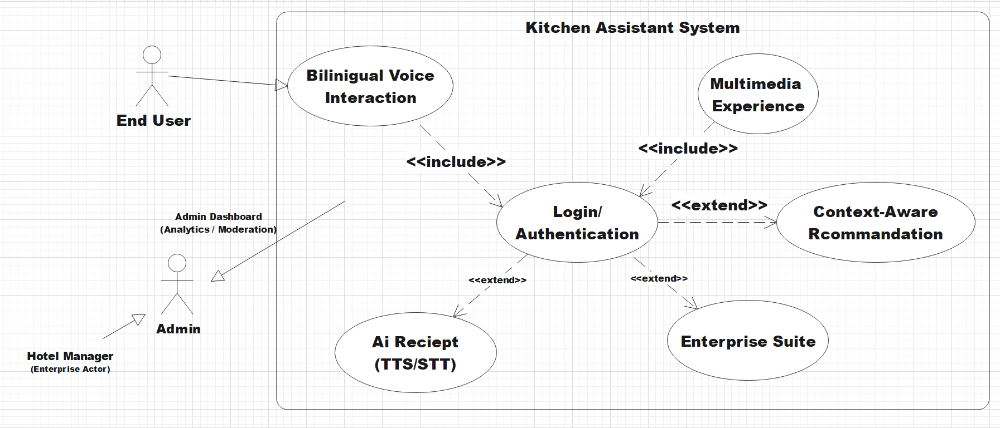 Kitchen Assistant System
Bilinigual Voice
Interaction
Multimedia
Experience
End User
<<include>>
<<include>>
Login/
Authentication
<<extend>>
Context-Aware
Rcommandation
Admin Dashboard
(Analytics / Moderation)
<<extend>>
<<extend>>
Admin
Ai Reciept
(TTS/STT)
Enterprise Suite
Hotel Manager
(Enterprise Actor)